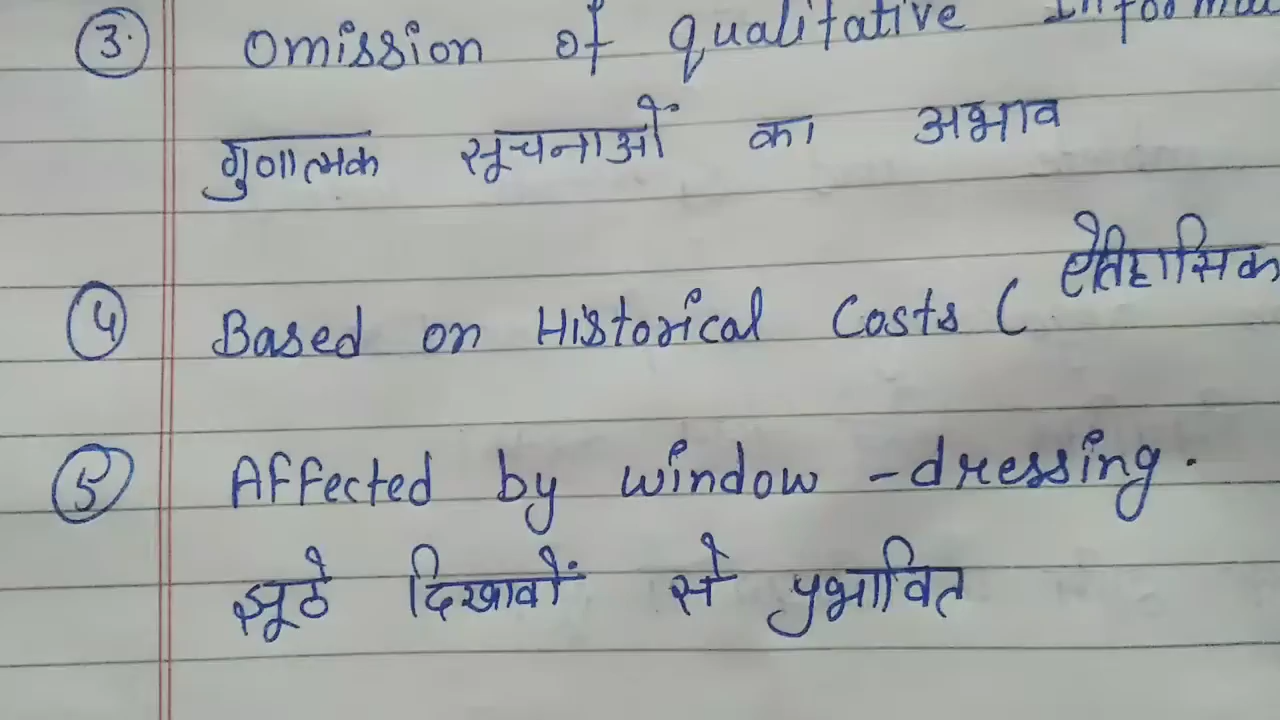 3. Omission of qualitative
गुणात्मक सूचनाओं का अभाव
4 Based on Historical Costs ( ऐतिहासिक
5 Affected by window-dressing.
झूठे दिखावों से प्रभावित